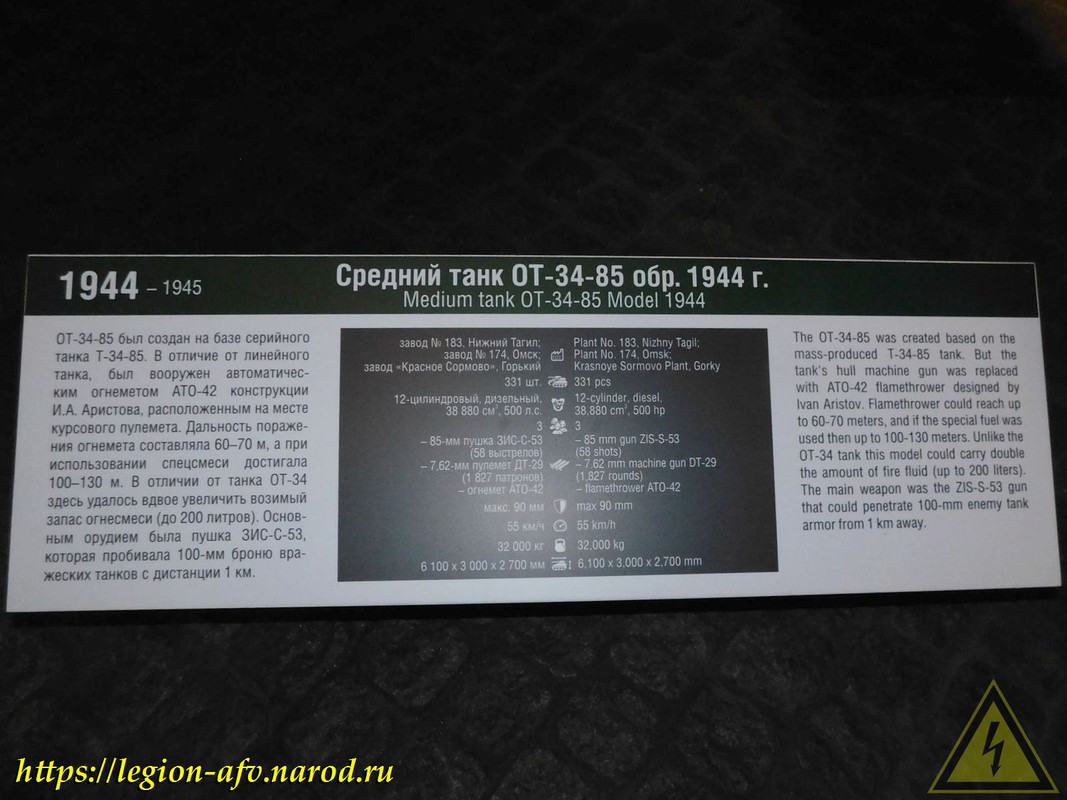 1944 – 1945
Средний танк ОТ-34-85 обр. 1944 г.
Medium tank OT-34-85 Model 1944
ОТ-34-85 был создан на базе серийного
танка Т-34-85. В отличие от линейного
танка, был вооружен автоматичес-
ким огнеметом АТО-42 конструкции
И.А. Аристова, расположенным на месте
курсового пулемета. Дальность пораже-
ния огнемета составляла 60–70 м, а при
использовании спецсмеси достигала
100–130 м. В отличии от танка ОТ-34
здесь удалось вдвое увеличить возимый
запас огнесмеси (до 200 литров). Основ-
ным орудием была пушка ЗИС-С-53,
которая пробивала 100-мм броню вра-
жеских танков с дистанции 1 км.
завод № 183, Нижний Тагил;
завод № 174, Омск;
завод «Красное Сормово», Горький
331 шт.
12-цилиндровый, дизельный,
38 880 см³, 500 л.с.
3
– 85-мм пушка ЗИС-С-53
(58 выстрелов)
– 7,62-мм пулемет ДТ-29
(1 827 патронов)
– огнемет АТО-42
макс. 90 мм
55 км/ч
32 000 кг
6 100 x 3 000 x 2 700 мм
Plant No. 183, Nizhny Tagil;
Plant No. 174, Omsk;
Krasnoye Sormovo Plant, Gorky
331 pcs
12-cylinder, diesel,
38,880 cm³, 500 hp
3
– 85 mm gun ZIS-S-53
(58 shots)
– 7.62 mm machine gun DT-29
(1,827 rounds)
– flamethrower ATO-42
max 90 mm
55 km/h
32,000 kg
6,100 x 3,000 x 2,700 mm
The OT-34-85 was created based on the
mass-produced T-34-85 tank. But the
tank's hull machine gun was replaced
with ATO-42 flamethrower designed by
Ivan Aristov. Flamethrower could reach up
to 60-70 meters, and if the special fuel was
used then up to 100-130 meters. Unlike the
OT-34 tank this model could carry double
the amount of fire fluid (up to 200 liters).
The main weapon was the ZIS-S-53 gun
that could penetrate 100-mm enemy tank
armor from 1 km away.
https://legion-afv.narod.ru